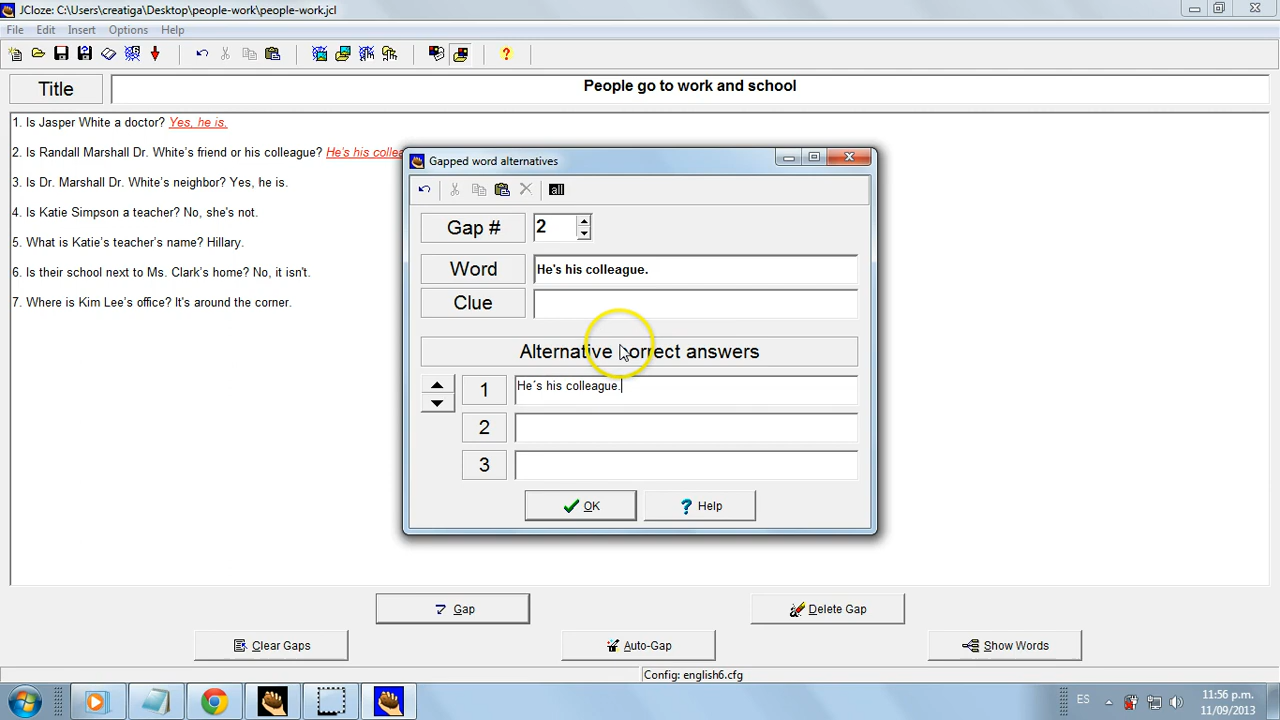 JCloze: C:\Users\creatiga\Desktop\people-work\people-work.jcl
File Edit Insert Options Help
Title People go to work and school
1. Is Jasper White a doctor? Yes, he is.
2. Is Randall Marshall Dr. White's friend or his colleague? He's his collea
3. Is Dr. Marshall Dr. White's neighbor? Yes, he is.
4. Is Katie Simpson a teacher? No, she's not.
5. What is Katie's teacher's name? Hillary.
6. Is their school next to Ms. Clark's home? No, it isn't.
7. Where is Kim Lee's office? It's around the corner.
Gapped word alternatives
all
Gap # 2
Word He's his colleague.
Clue
Alternative correct answers
1 He´s his colleague.
2
3
OK Help
Gap Delete Gap
Clear Gaps Auto-Gap Show Words
Config: english6.cfg
ES 11:56 p.m.
11/09/2013